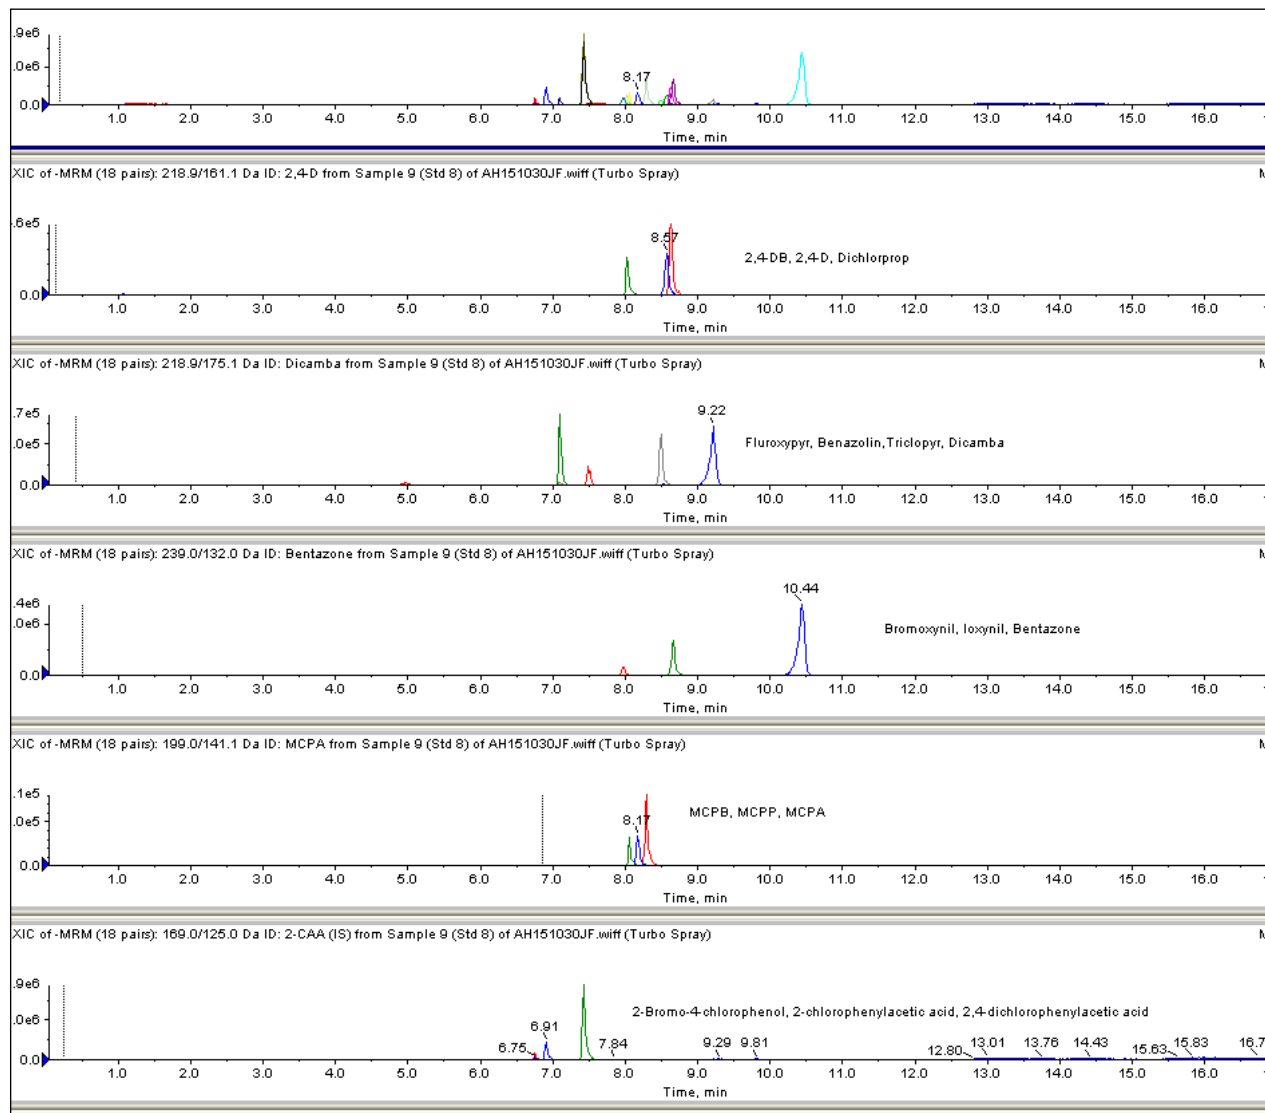 .9e6
.0e6
0.0
8.17
1.0 2.0 3.0 4.0 5.0 6.0 7.0 8.0 9.0 10.0 11.0 12.0 13.0 14.0 15.0 16.0
Time, min
XIC of -MRM (18 pairs): 218.9/161.1 Da ID: 2,4-D from Sample 9 (Std 8) of AH151030JF.wiff (Turbo Spray)
.6e5
8.57
2,4-DB, 2,4-D, Dichlorprop
0.0
1.0 2.0 3.0 4.0 5.0 6.0 7.0 8.0 9.0 10.0 11.0 12.0 13.0 14.0 15.0 16.0
Time, min
XIC of -MRM (18 pairs): 218.9/175.1 Da ID: Dicamba from Sample 9 (Std 8) of AH151030JF.wiff (Turbo Spray)
.7e5
9.22
.0e5
Fluroxypyr, Benazolin,Triclopyr, Dicamba
0.0
1.0 2.0 3.0 4.0 5.0 6.0 7.0 8.0 9.0 10.0 11.0 12.0 13.0 14.0 15.0 16.0
Time, min
XIC of -MRM (18 pairs): 239.0/132.0 Da ID: Bentazone from Sample 9 (Std 8) of AH151030JF.wiff (Turbo Spray)
10.44
.4e6
.0e6
Bromoxynil, Ioxynil, Bentazone
0.0
1.0 2.0 3.0 4.0 5.0 6.0 7.0 8.0 9.0 10.0 11.0 12.0 13.0 14.0 15.0 16.0
Time, min
XIC of -MRM (18 pairs): 199.0/141.1 Da ID: MCPA from Sample 9 (Std 8) of AH151030JF.wiff (Turbo Spray)
.1e5
MCPB, MCPP, MCPA
.0e5
8.17
0.0
1.0 2.0 3.0 4.0 5.0 6.0 7.0 8.0 9.0 10.0 11.0 12.0 13.0 14.0 15.0 16.0
Time, min
XIC of -MRM (18 pairs): 169.0/125.0 Da ID: 2-CAA (IS) from Sample 9 (Std 8) of AH151030JF.wiff (Turbo Spray)
.9e6
2-Bromo-4-chlorophenol, 2-chlorophenylacetic acid, 2,4-dichlorophenylacetic acid
.0e6
6.75 6.91 7.84 9.29 9.81 12.80 13.01 13.76 14.43 15.63 15.83 16.7
0.0
1.0 2.0 3.0 4.0 5.0 6.0 7.0 8.0 9.0 10.0 11.0 12.0 13.0 14.0 15.0 16.0
Time, min